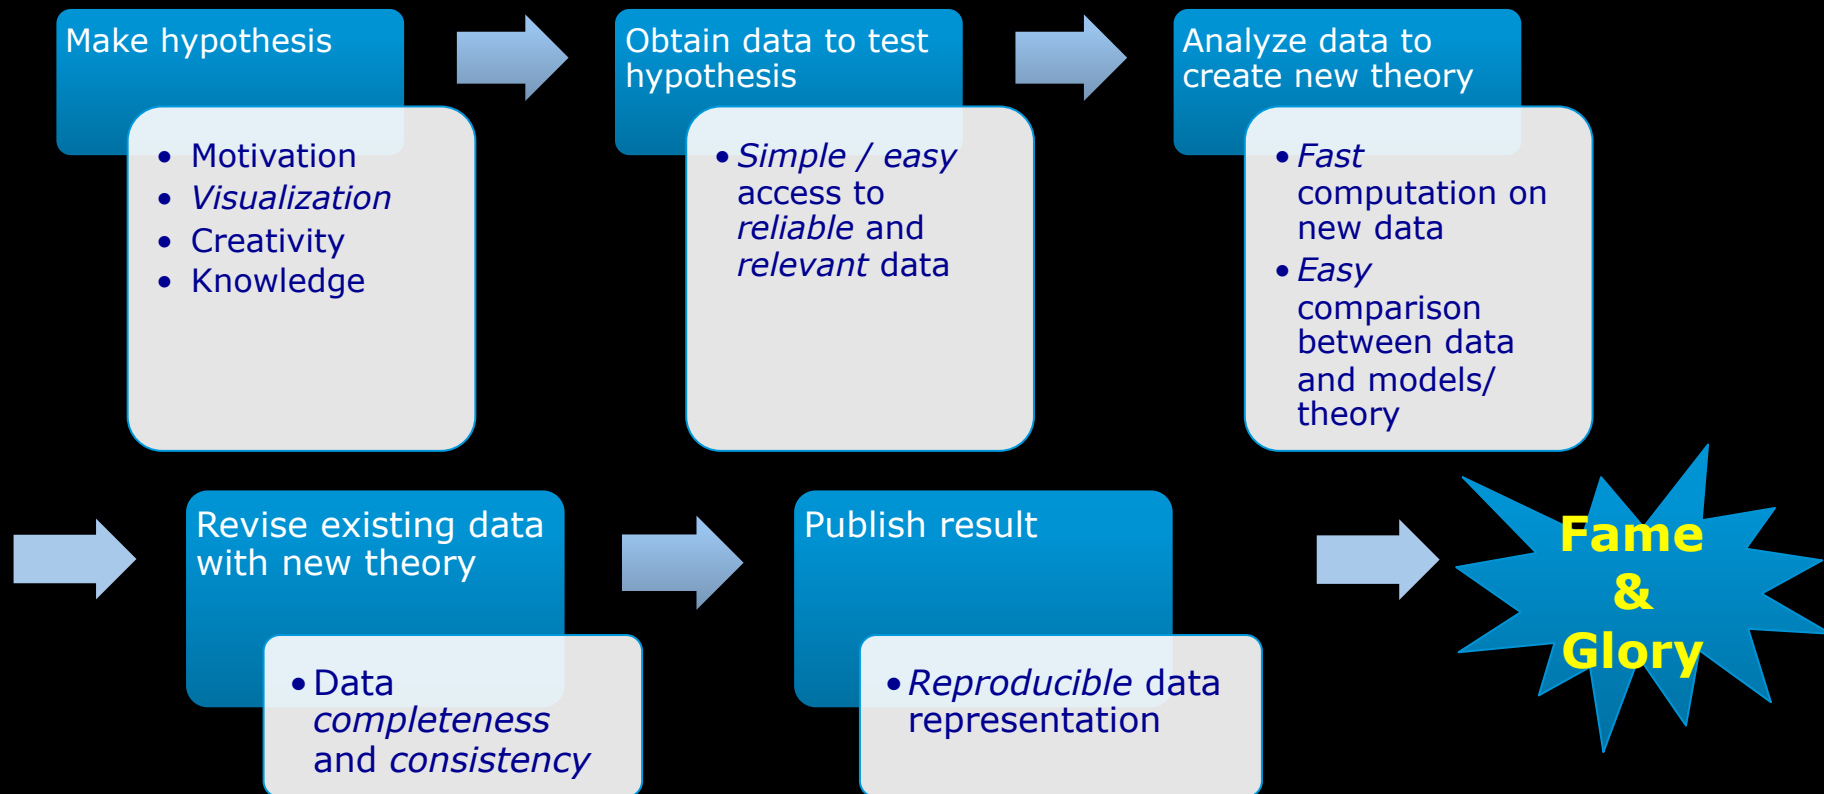 Make hypothesis
• Motivation
• Visualization
• Creativity
• Knowledge
Obtain data to test
hypothesis
• Simple / easy
access to
reliable and
relevant data
Analyze data to
create new theory
• Fast
computation on
new data
• Easy
comparison
between data
and models/
theory
Revise existing data
with new theory
• Data
completeness
and consistency
Publish result
• Reproducible data
representation
Fame
&
Glory